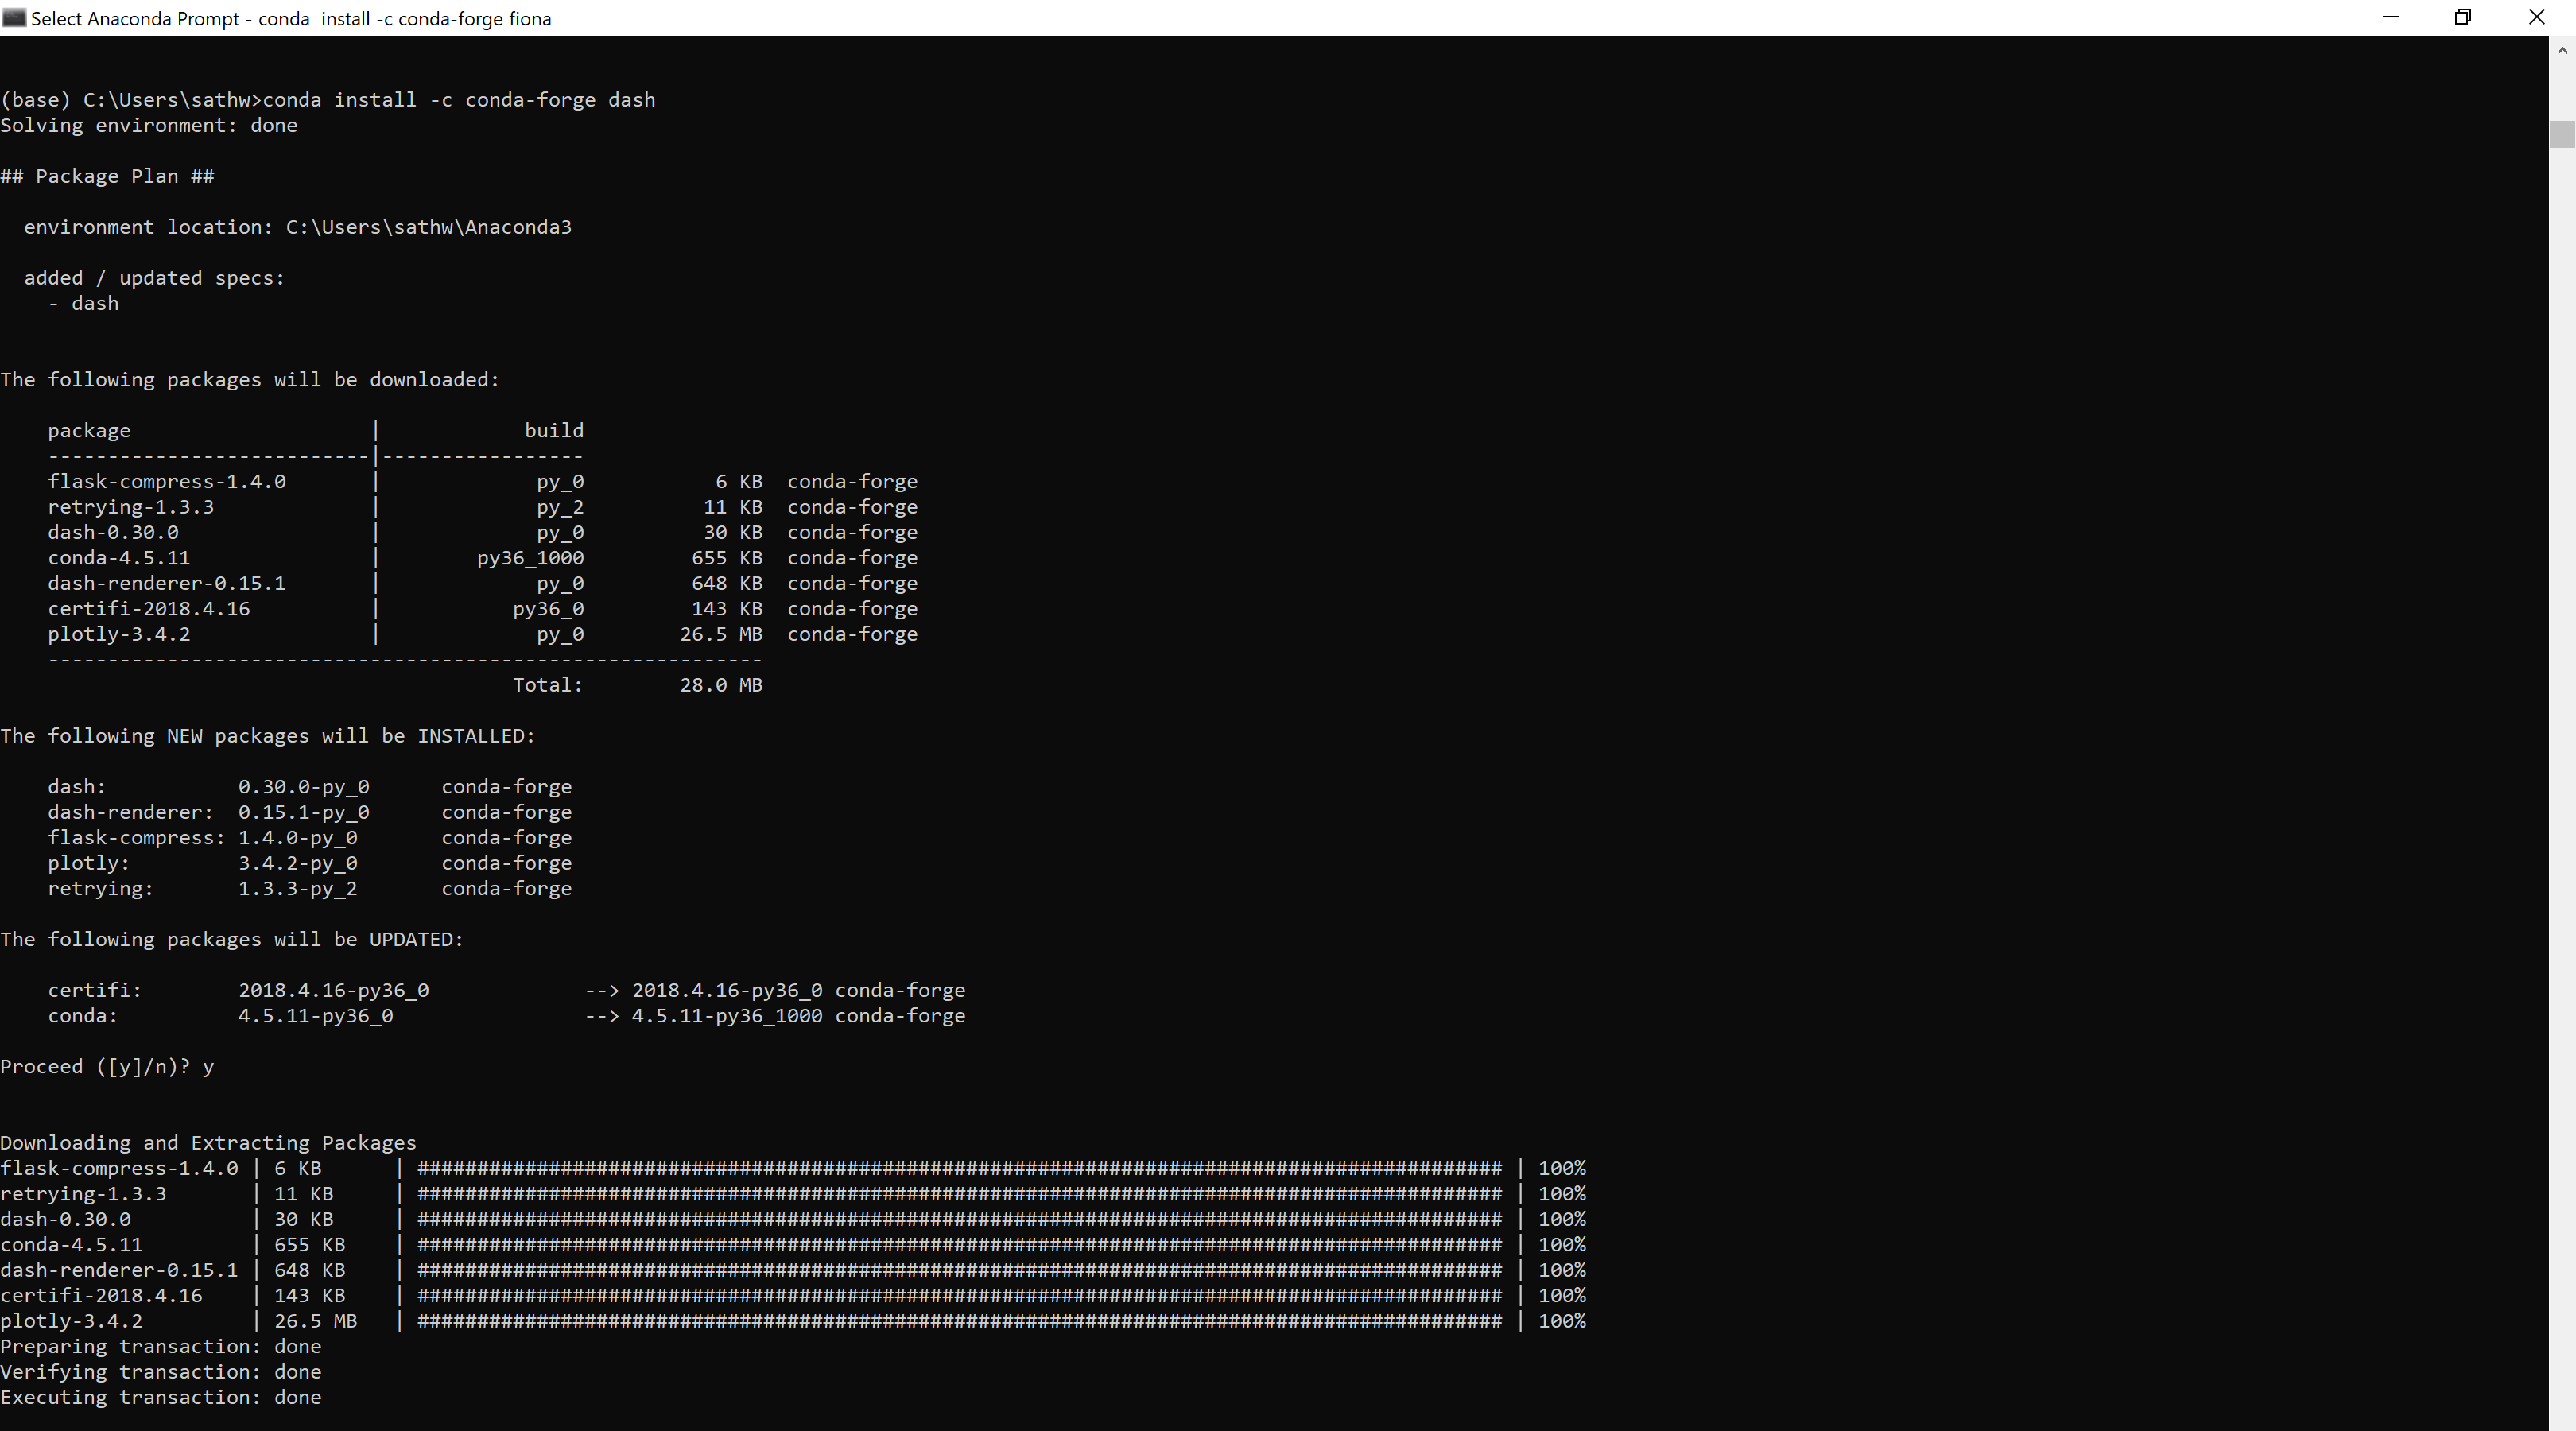 Select Anaconda Prompt - conda  install -c conda-forge fiona
(base) C:\Users\sathw>conda install -c conda-forge dash
Solving environment: done
## Package Plan ##
  environment location: C:\Users\sathw\Anaconda3
  added / updated specs:
    - dash
The following packages will be downloaded:
    package                    |            build
    ---------------------------|-----------------
    flask-compress-1.4.0       |             py_0           6 KB  conda-forge
    retrying-1.3.3             |             py_2          11 KB  conda-forge
    dash-0.30.0                |             py_0          30 KB  conda-forge
    conda-4.5.11               |        py36_1000         655 KB  conda-forge
    dash-renderer-0.15.1       |             py_0         648 KB  conda-forge
    certifi-2018.4.16          |           py36_0         143 KB  conda-forge
    plotly-3.4.2               |             py_0        26.5 MB  conda-forge
    ------------------------------------------------------------
                                           Total:        28.0 MB
The following NEW packages will be INSTALLED:
    dash:           0.30.0-py_0      conda-forge
    dash-renderer:  0.15.1-py_0      conda-forge
    flask-compress: 1.4.0-py_0       conda-forge
    plotly:         3.4.2-py_0       conda-forge
    retrying:       1.3.3-py_2       conda-forge
The following packages will be UPDATED:
    certifi:        2018.4.16-py36_0             --> 2018.4.16-py36_0 conda-forge
    conda:          4.5.11-py36_0                --> 4.5.11-py36_1000 conda-forge
Proceed ([y]/n)? y
Downloading and Extracting Packages
flask-compress-1.4.0 | 6 KB      | ########################################################################################### | 100%
retrying-1.3.3       | 11 KB     | ########################################################################################### | 100%
dash-0.30.0          | 30 KB     | ########################################################################################### | 100%
conda-4.5.11         | 655 KB    | ########################################################################################### | 100%
dash-renderer-0.15.1 | 648 KB    | ########################################################################################### | 100%
certifi-2018.4.16    | 143 KB    | ########################################################################################### | 100%
plotly-3.4.2         | 26.5 MB   | ########################################################################################### | 100%
Preparing transaction: done
Verifying transaction: done
Executing transaction: done